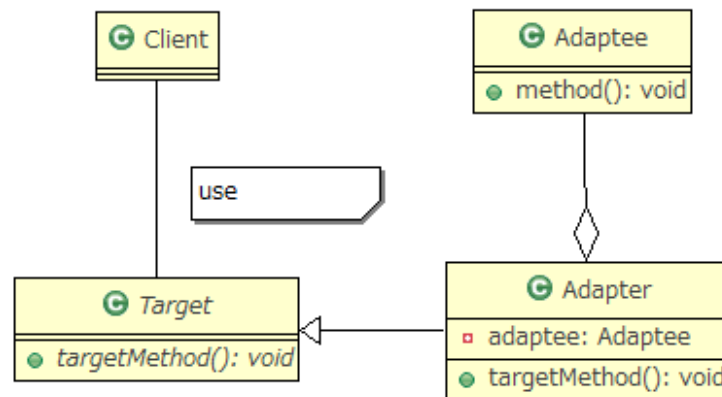 C Client
C Adaptee
method(): void
use
C Target
targetMethod(): void
C Adapter
adaptee: Adaptee
targetMethod(): void